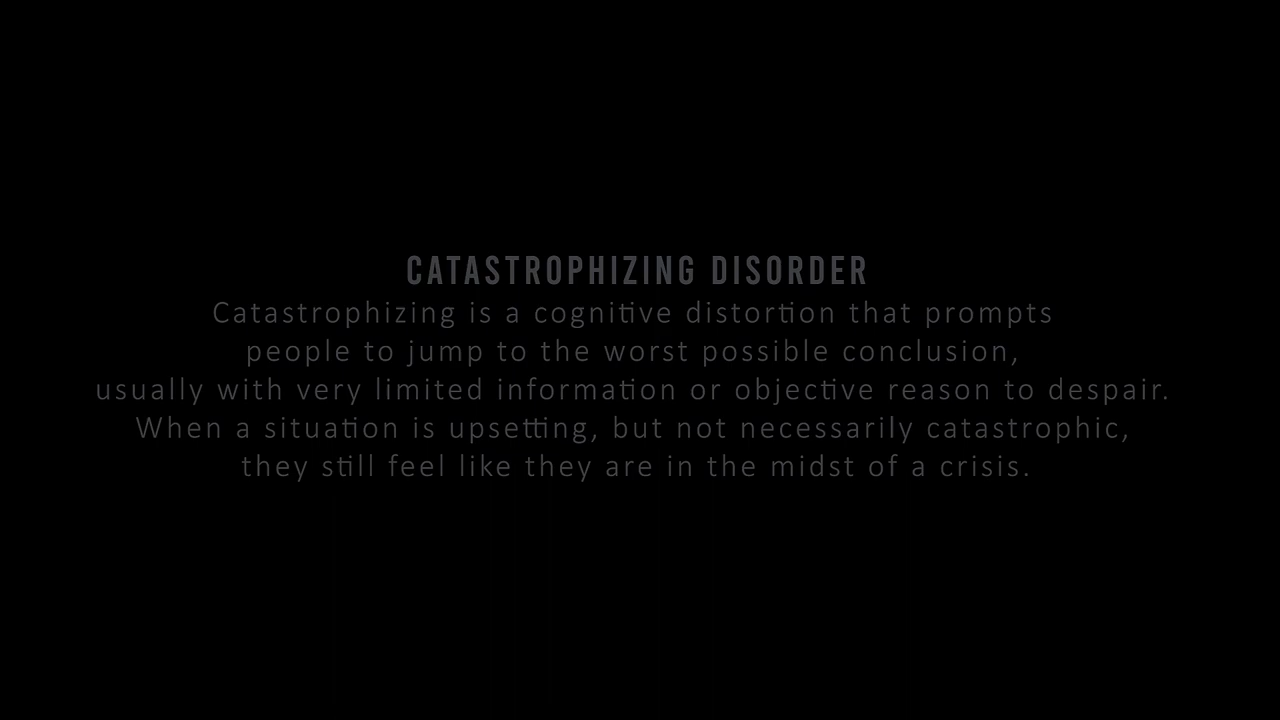 CATASTROPHIZING DISORDER
Catastrophizing is a cognitive distortion that prompts
people to jump to the worst possible conclusion,
usually with very limited information or objective reason to despair.
When a situation is upsetting, but not necessarily catastrophic,
they still feel like they are in the midst of a crisis.